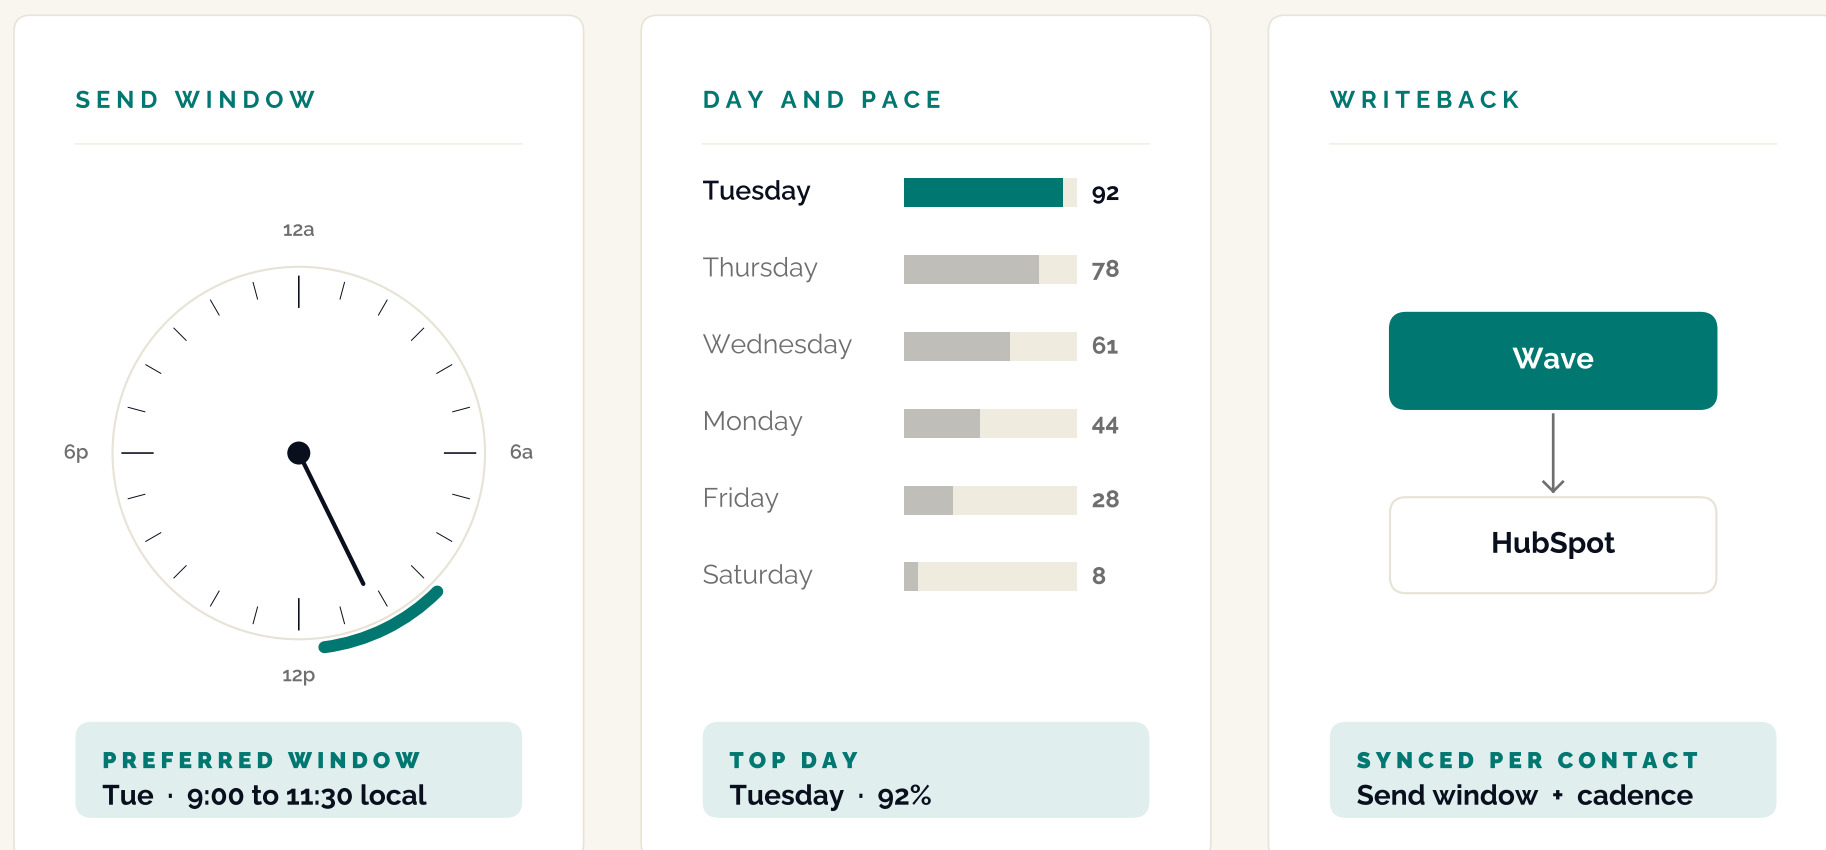 SEND WINDOW
12a
6p
6a
12p
PREFERRED WINDOW
Tue · 9:00 to 11:30 local
DAY AND PACE
Tuesday 92
Thursday 78
Wednesday 61
Monday 44
Friday 28
Saturday 8
TOP DAY
Tuesday · 92%
WRITEBACK
Wave
HubSpot
SYNCED PER CONTACT
Send window + cadence